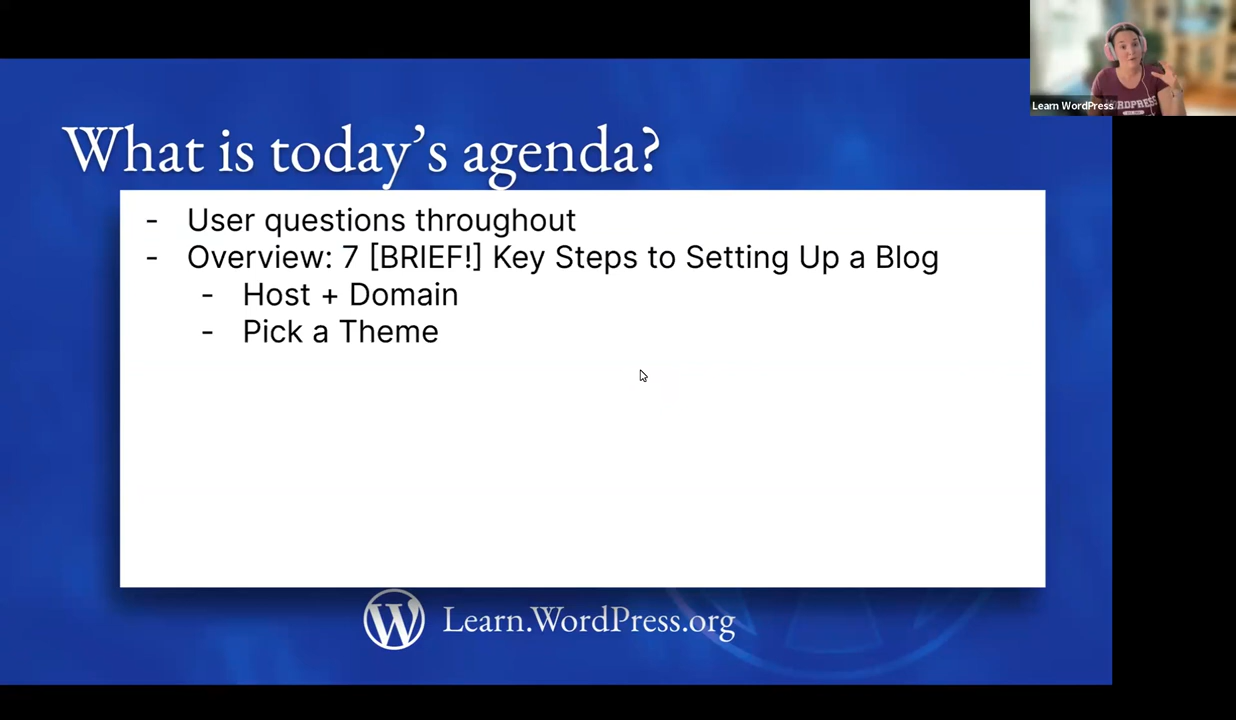 What is today’s agenda?
- User questions throughout
- Overview: 7 [BRIEF!] Key Steps to Setting Up a Blog
- Host + Domain
- Pick a Theme
Learn.WordPress.org
Learn WordPress